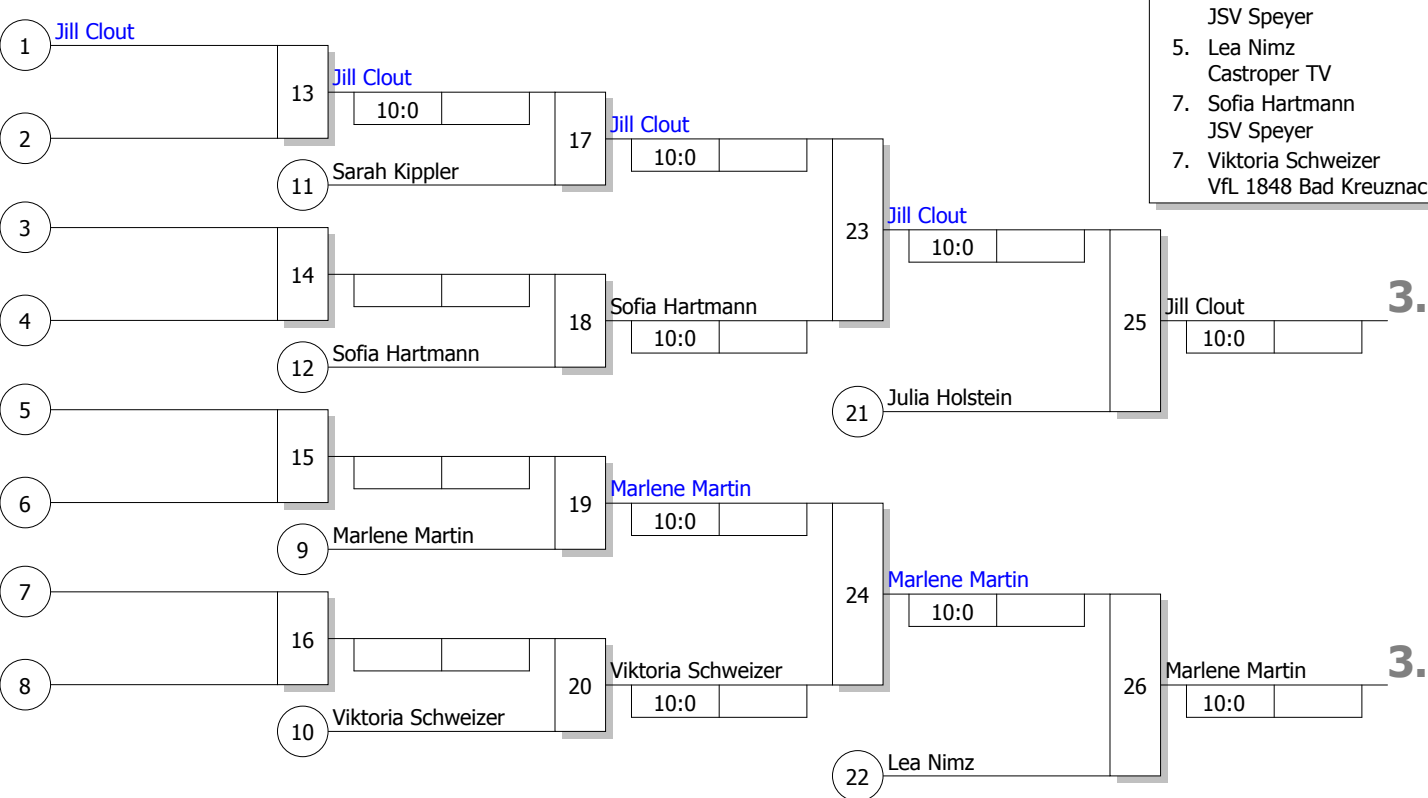 JSV Speyer
5. Lea Nimz
Castroper TV
7. Sofia Hartmann
JSV Speyer
7. Viktoria Schweizer
VfL 1848 Bad Kreuznac
1 Jill Clout
2
13 Jill Clout
10:0
11 Sarah Kippler
17 Jill Clout
10:0
3
4
14
12 Sofia Hartmann
18 Sofia Hartmann
10:0
23 Jill Clout
10:0
21 Julia Holstein
25 Jill Clout
10:0
3.
5
6
15
9 Marlene Martin
19 Marlene Martin
10:0
7
8
16
10 Viktoria Schweizer
20 Viktoria Schweizer
10:0
24 Marlene Martin
10:0
22 Lea Nimz
26 Marlene Martin
10:0
3.